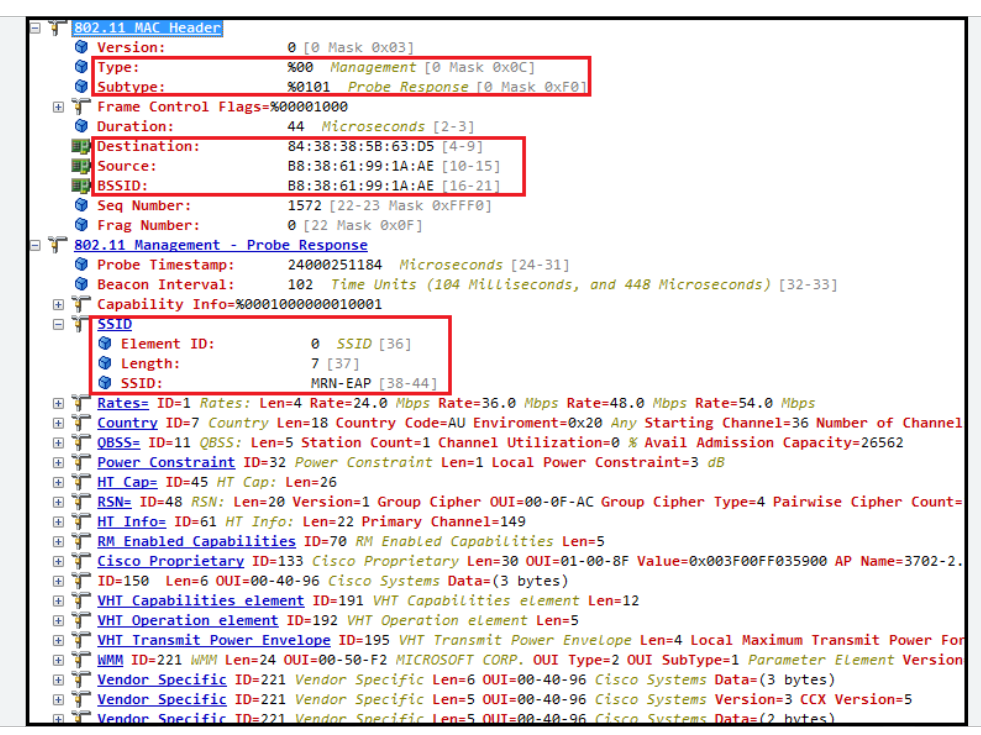 802.11 MAC Header
Version: 0 [0 Mask 0x03]
Type: %00 Management [0 Mask 0x0C]
Subtype: %0101 Probe Response [0 Mask 0xF0]
Frame Control Flags=%00001000
Duration: 44 Microseconds [2-3]
Destination: 84:38:38:5B:63:D5 [4-9]
Source: B8:38:61:99:1A:AE [10-15]
BSSID: B8:38:61:99:1A:AE [16-21]
Seq Number: 1572 [22-23 Mask 0xFFF0]
Frag Number: 0 [22 Mask 0x0F]
802.11 Management - Probe Response
Probe Timestamp: 24000251184 Microseconds [24-31]
Beacon Interval: 102 Time Units (104 Milliseconds, and 448 Microseconds) [32-33]
Capability Info=%0001000000010001
SSID
Element ID: 0 SSID [36]
Length: 7 [37]
SSID: MRN-EAP [38-44]
Rates= ID=1 Rates: Len=4 Rate=24.0 Mbps Rate=36.0 Mbps Rate=48.0 Mbps Rate=54.0 Mbps
Country ID=7 Country Len=18 Country Code=AU Enviroment=0x20 Any Starting Channel=36 Number of Channel
QBSS= ID=11 QBSS: Len=5 Station Count=1 Channel Utilization=0 % Avail Admission Capacity=26562
Power Constraint ID=32 Power Constraint Len=1 Local Power Constraint=3 dB
HT Cap= ID=45 HT Cap: Len=26
RSN= ID=48 RSN: Len=20 Version=1 Group Cipher OUI=00-0F-AC Group Cipher Type=4 Pairwise Cipher Count=
HT Info= ID=61 HT Info: Len=22 Primary Channel=149
RM Enabled Capabilities ID=70 RM Enabled Capabilities Len=5
Cisco Proprietary ID=133 Cisco Proprietary Len=30 OUI=01-00-8F Value=0x003F00FF035900 AP Name=3702-2.
ID=150 Len=6 OUI=00-40-96 Cisco Systems Data=(3 bytes)
VHT Capabilities element ID=191 VHT Capabilities element Len=12
VHT Operation element ID=192 VHT Operation element Len=5
VHT Transmit Power Envelope ID=195 VHT Transmit Power Envelope Len=4 Local Maximum Transmit Power For
WMM ID=221 WMM Len=24 OUI=00-50-F2 MICROSOFT CORP. OUI Type=2 OUI SubType=1 Parameter Element Version
Vendor Specific ID=221 Vendor Specific Len=6 OUI=00-40-96 Cisco Systems Data=(3 bytes)
Vendor Specific ID=221 Vendor Specific Len=5 OUI=00-40-96 Cisco Systems Version=3 CCX Version=5
Vendor Specific ID=221 Vendor Specific Len=5 OUI=00-40-96 Cisco Systems Data=(2 bytes)